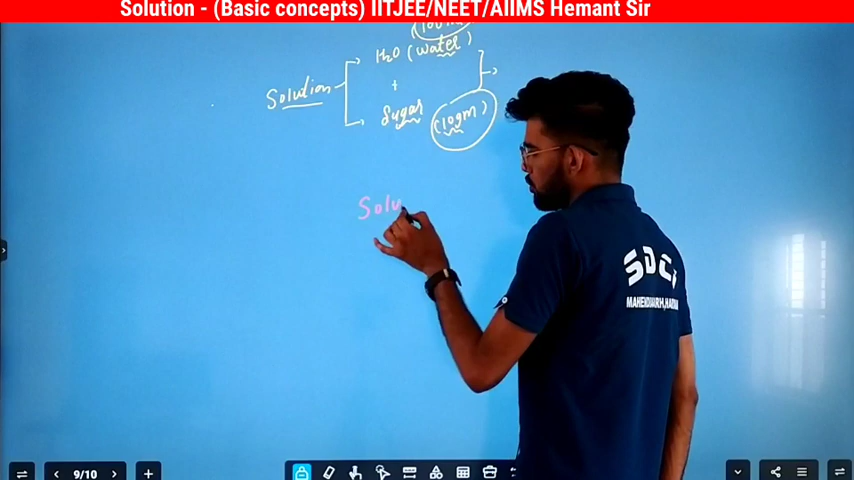 Solution - (Basic concepts) IITJEE/NEET/AIIMS Hemant Sir
H₂O (water)
Solution
+
Sugar (10gm)
Solu
SDC
9/10